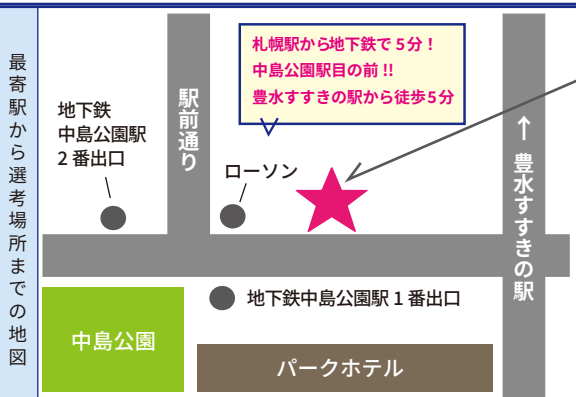 最寄駅から選考場所までの地図
札幌駅から地下鉄で5分！
中島公園駅目の前 !!
豊水すすきの駅から徒歩5分
地下鉄
中島公園駅
2 番出口
駅前通り
ローソン
↑ 豊水すすきの駅
地下鉄中島公園駅 1 番出口
中島公園
パークホテル